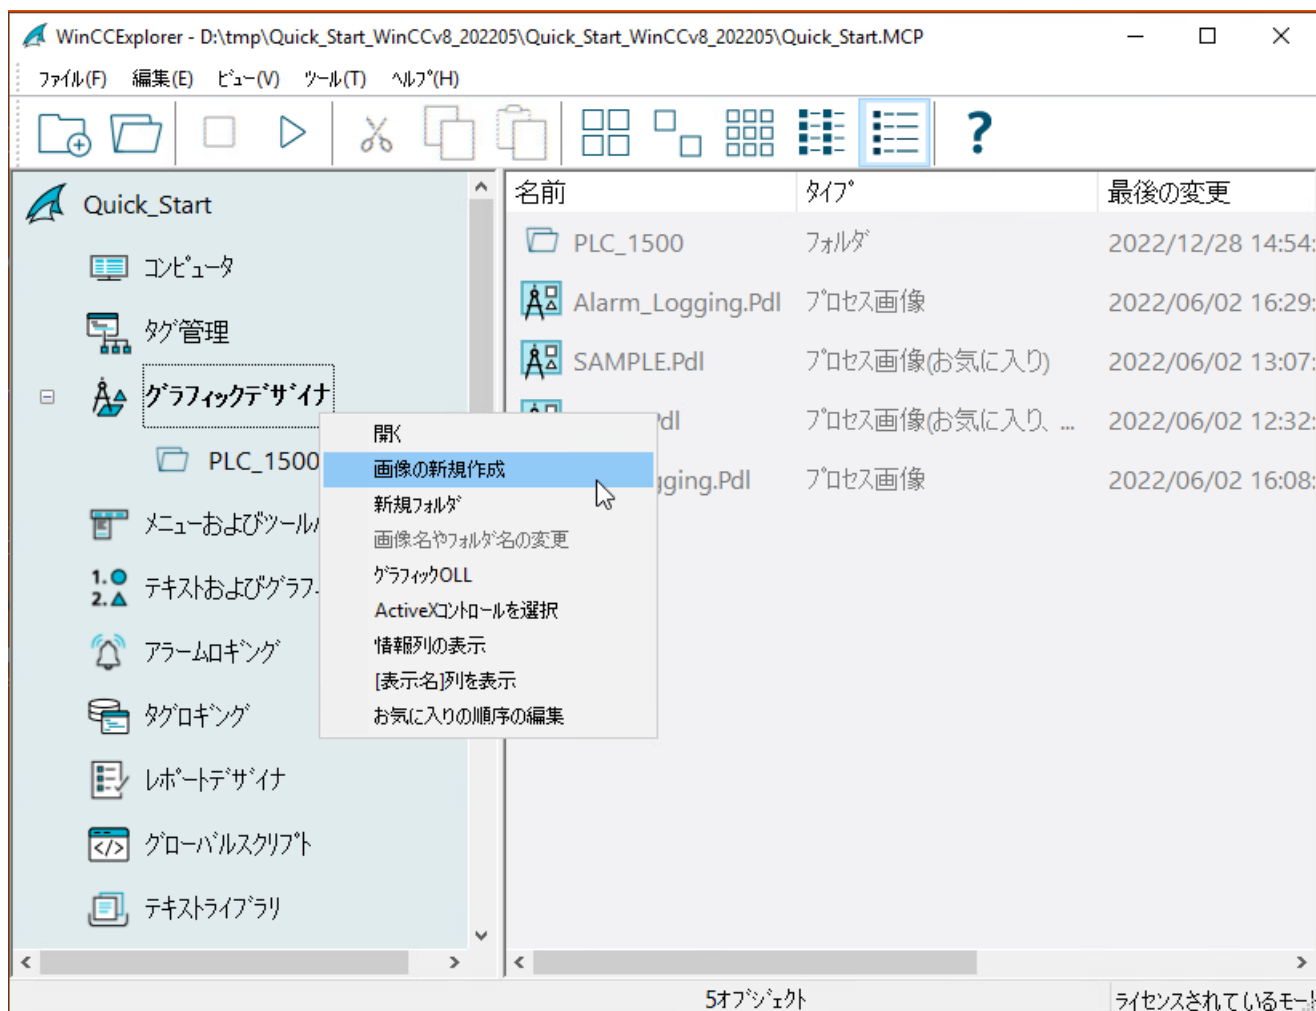 WinCCExplorer - D:\tmp\Quick_Start_WinCCv8_202205\Quick_Start_WinCCv8_202205\Quick_Start.MCP
ﾌｧｲﾙ(F) 編集(E) ﾋﾞｭｰ(V) ﾂｰﾙ(T) ﾍﾙﾌﾟ(H)
Quick_Start
ｺﾝﾋﾟｭｰﾀ
ﾀｸﾞ管理
ｸﾞﾗﾌｨｯｸﾃﾞｻﾞｲﾅ
PLC_1500
ﾒﾆｭｰおよびﾂｰﾙﾊ
ﾃｷｽﾄおよびｸﾞﾗﾌ
ｱﾗｰﾑﾛｷﾞﾝｸﾞ
ﾀｸﾞﾛｷﾞﾝｸﾞ
ﾚﾎﾟｰﾄﾃﾞｻﾞｲﾅ
ｸﾞﾛｰﾊﾞﾙｽｸﾘﾌﾟﾄ
ﾃｷｽﾄﾗｲﾌﾞﾗﾘ
名前 ﾀｲﾌﾟ 最後の変更
PLC_1500 ﾌｫﾙﾀﾞ 2022/12/28 14:54:
Alarm_Logging.Pdl ﾌﾟﾛｾｽ画像 2022/06/02 16:29:
SAMPLE.Pdl ﾌﾟﾛｾｽ画像(お気に入り) 2022/06/02 13:07:
dl ﾌﾟﾛｾｽ画像(お気に入り、... 2022/06/02 12:32:
gging.Pdl ﾌﾟﾛｾｽ画像 2022/06/02 16:08:
開く
画像の新規作成
新規ﾌｫﾙﾀﾞ
画像名やﾌｫﾙﾀﾞ名の変更
ｸﾞﾗﾌｨｯｸOLL
ActiveXｺﾝﾄﾛｰﾙを選択
情報列の表示
[表示名]列を表示
お気に入りの順序の編集
5ｵﾌﾞｼﾞｪｸﾄ
ﾗｲｾﾝｽされているﾓｰ